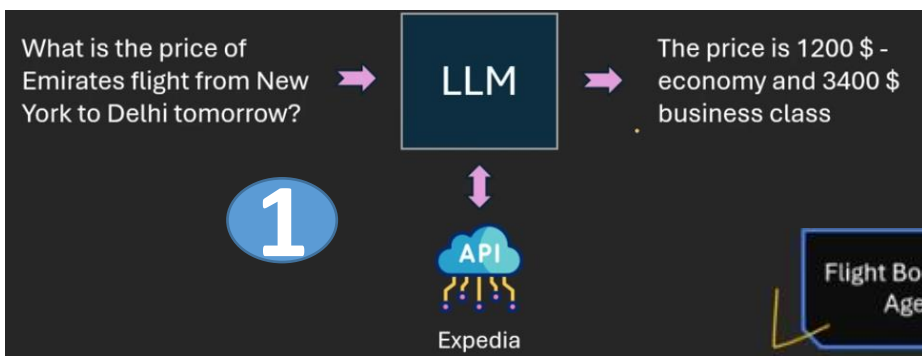 What is the price of
Emirates flight from New
York to Delhi tomorrow?
LLM
The price is 1200 $ -
economy and 3400 $
business class
1
API
Expedia
Flight Bo
Age